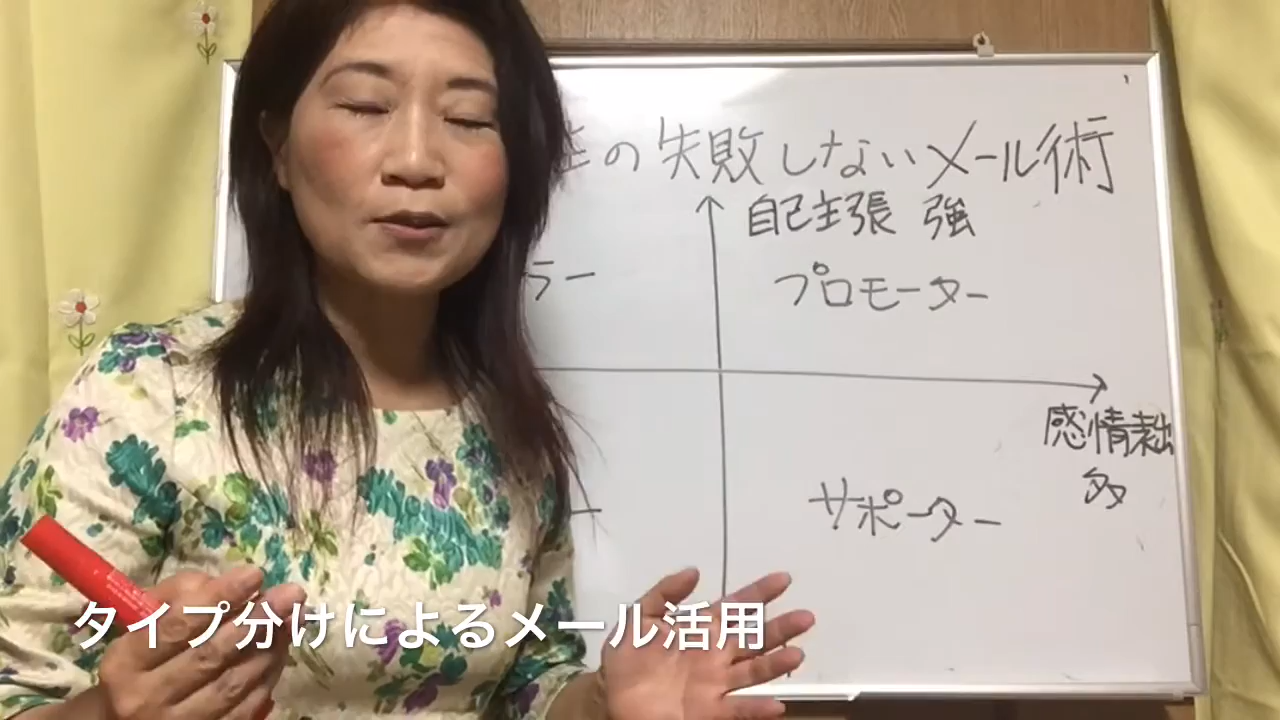 の失敗しないメール術
自己主張 強
ラー
プロモーター
感情表出
多
サポーター
ー
タイプ分けによるメール活用